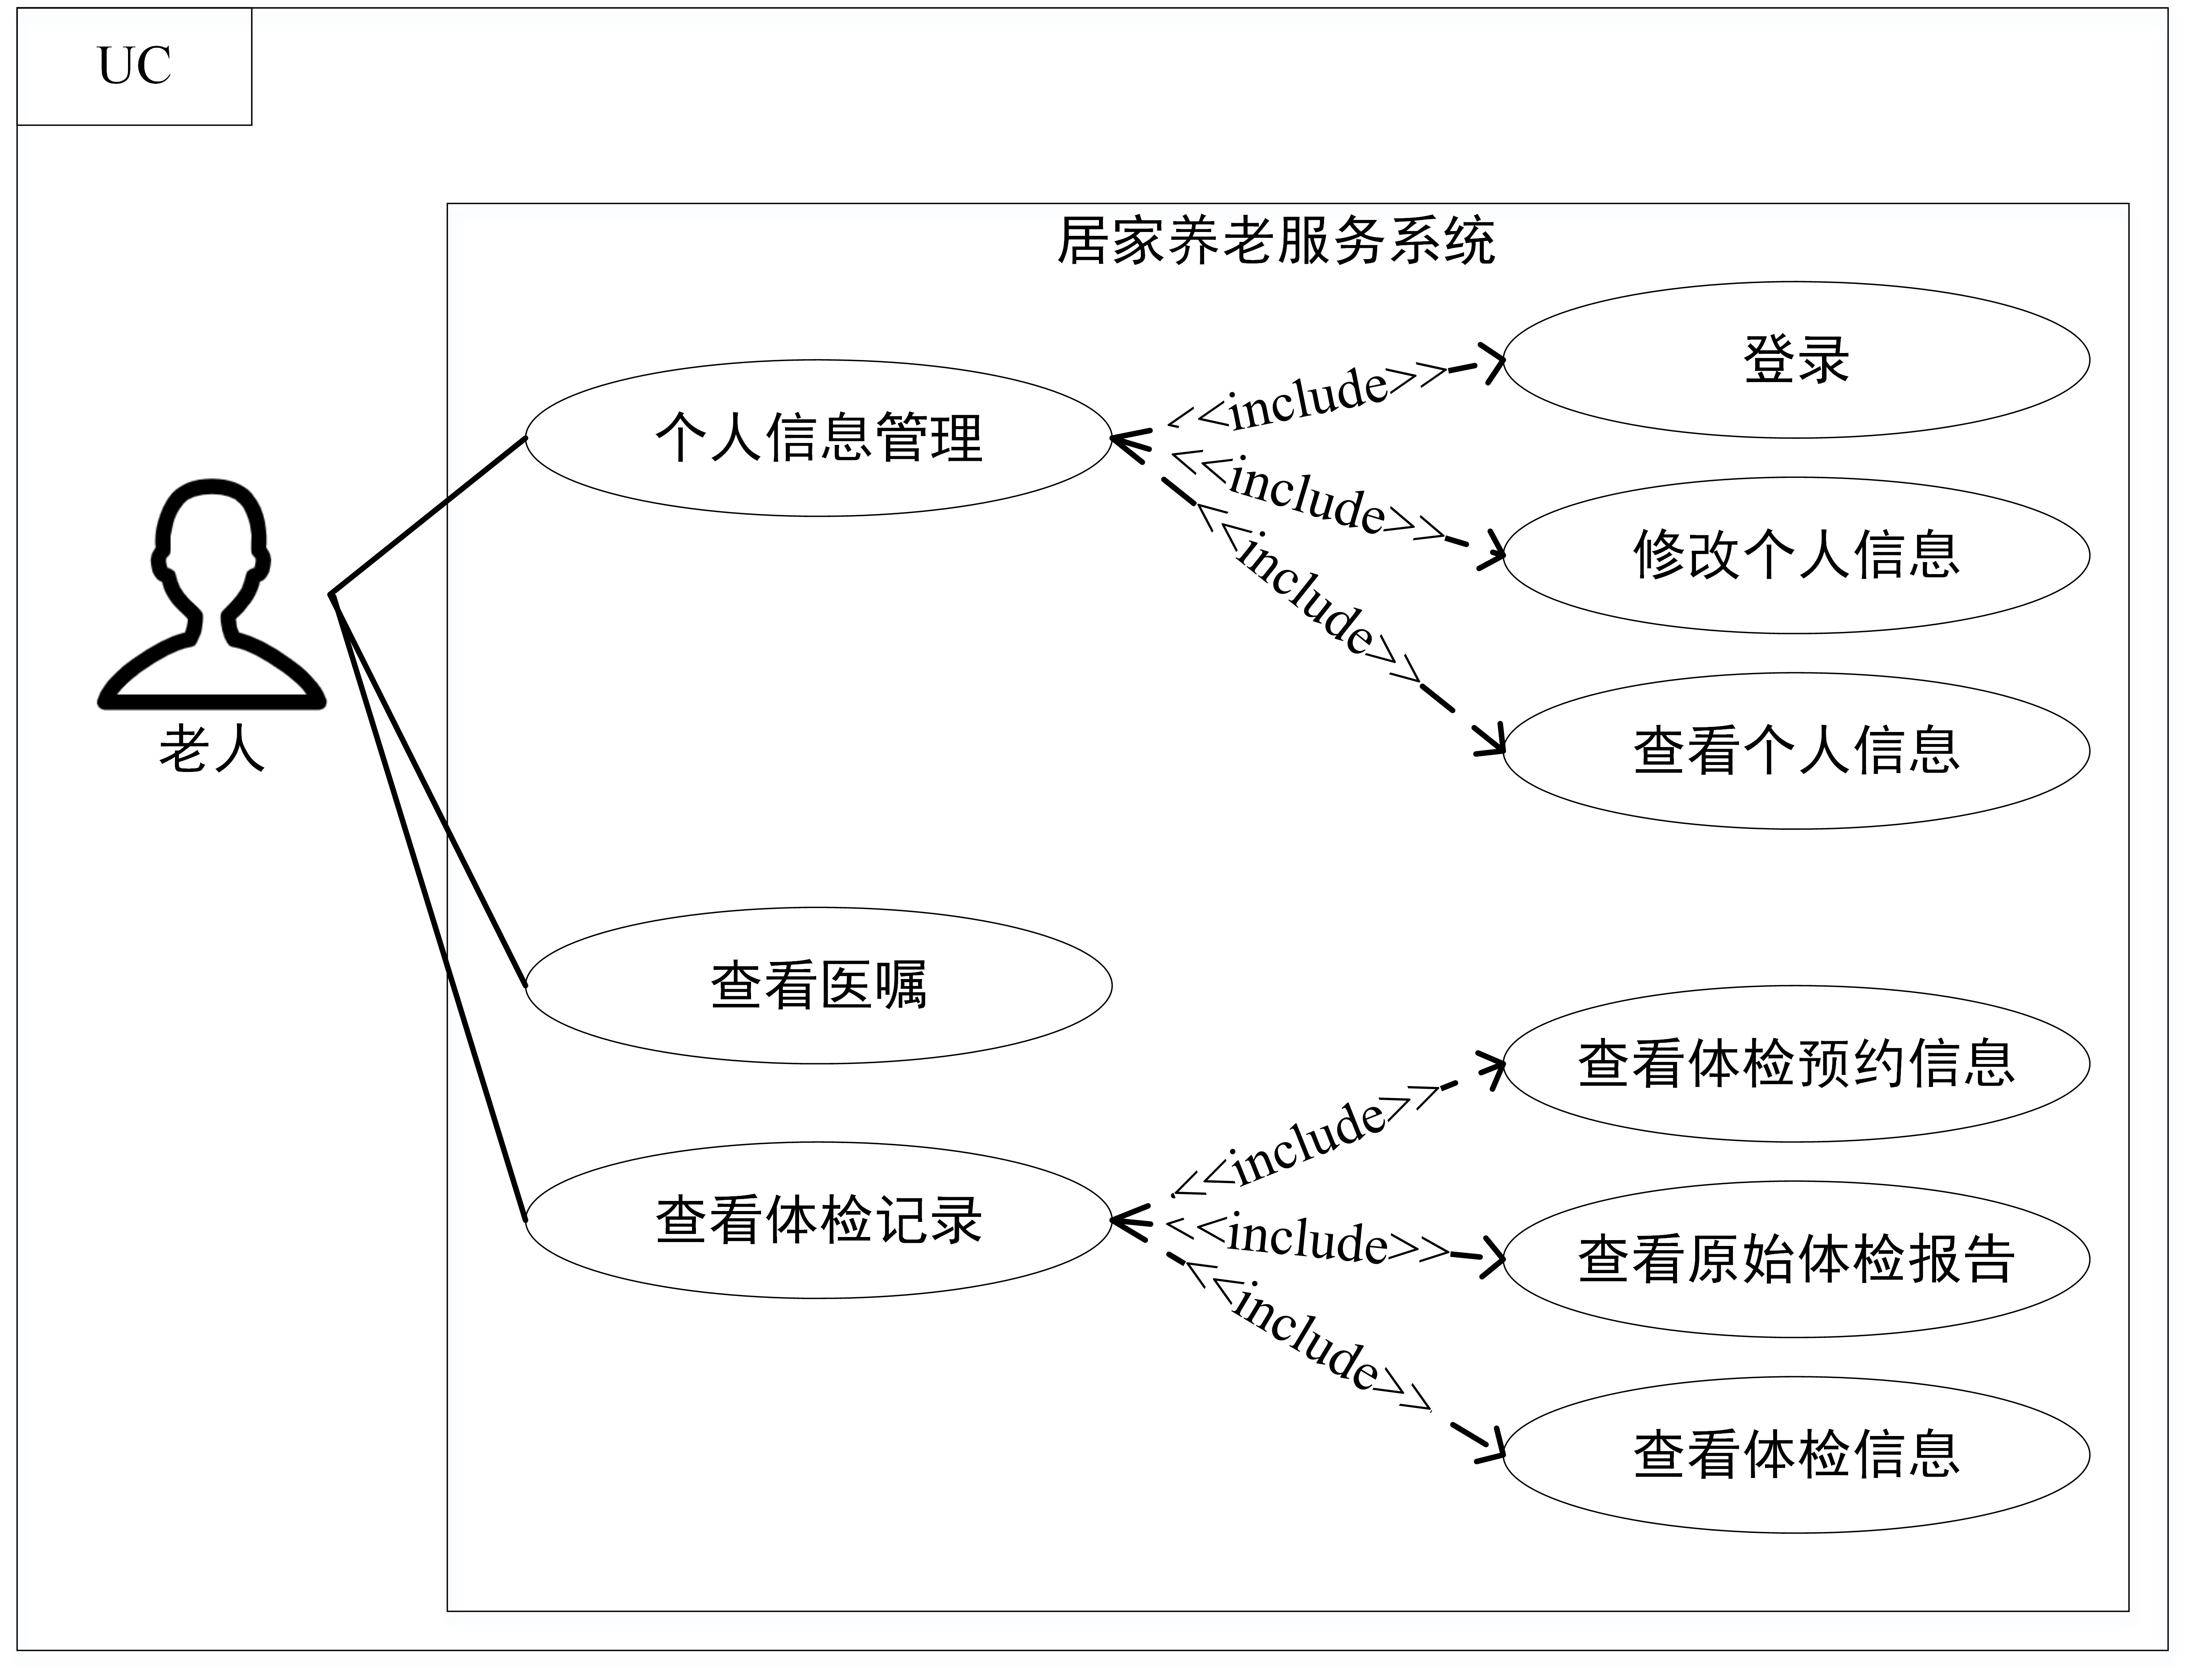 UC
居家养老服务系统
老人
个人信息管理
<<include>>
登录
<<include>>
修改个人信息
<<include>>
查看个人信息
查看医嘱
查看体检记录
<<include>>
查看体检预约信息
<<include>>
查看原始体检报告
<<include>>
查看体检信息